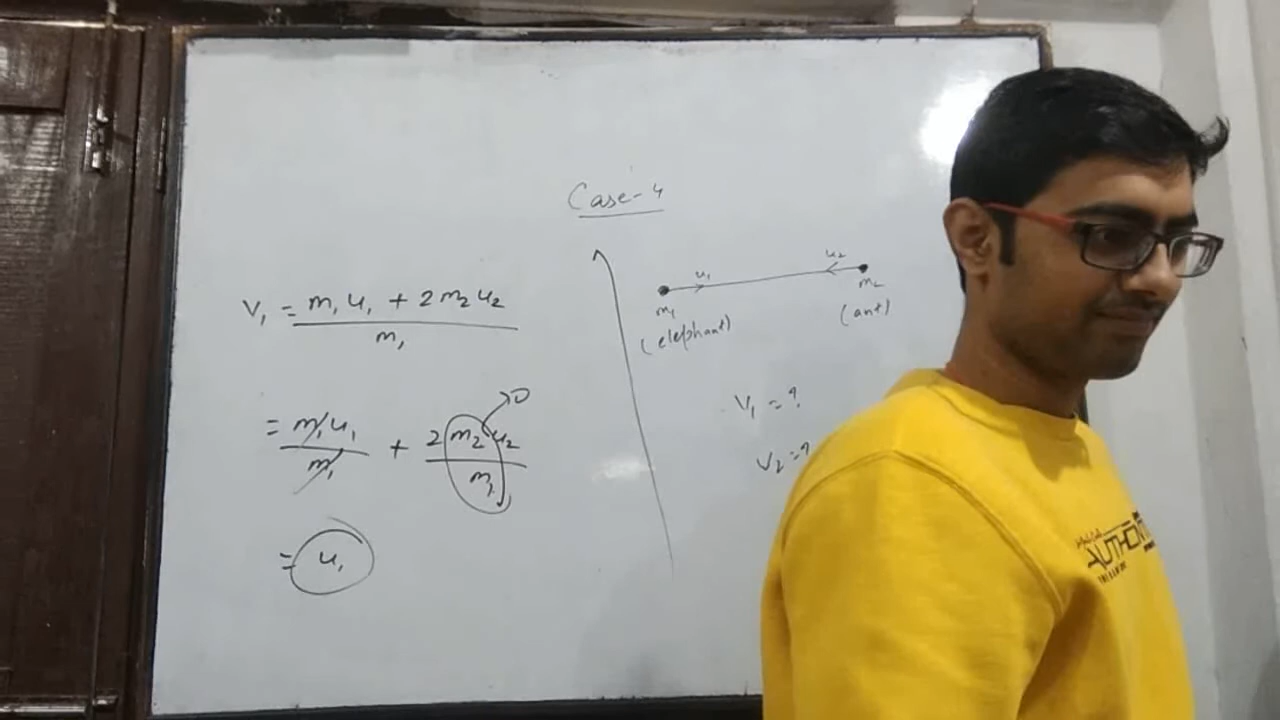 Case-4
V₁ = m₁u₁ + 2m₂u₂
m₁
= m₁u₁ + 2m₂u₂ → 0
m₁ m₁
= u₁
u₁ u₂
m₁ m₂
(elephant) (ant)
V₁ = ?
V₂ = ?
AUTHO